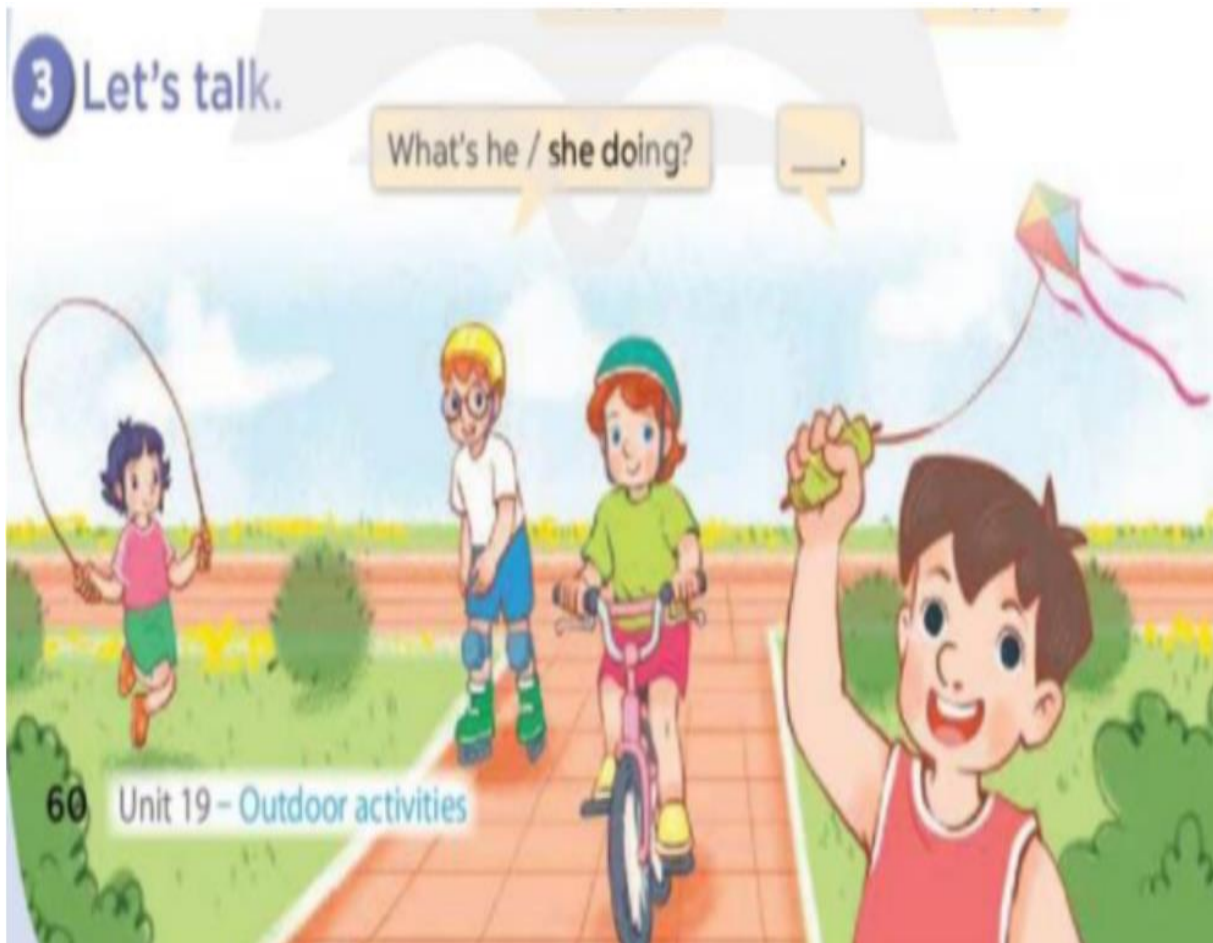 3 Let's talk.
What's he / she doing?
___.
60 Unit 19 – Outdoor activities